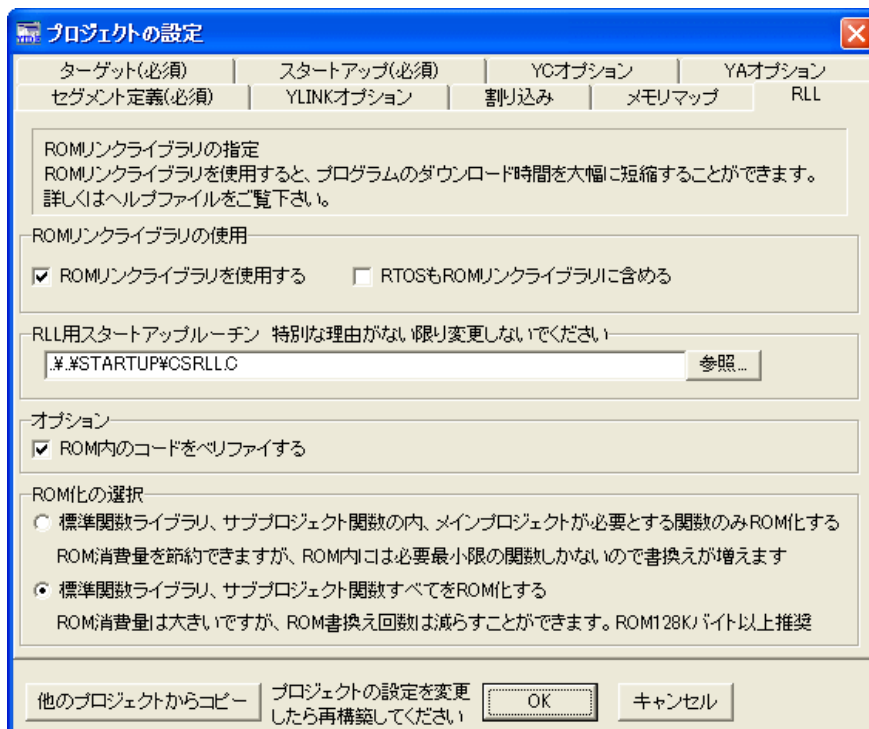 YIDE プロジェクトの設定
ターゲット(必須) スタートアップ(必須) YCオプション YAオプション
セグメント定義(必須) YLINKオプション 割り込み メモリマップ RLL
ROMリンクライブラリの指定
ROMリンクライブラリを使用すると、プログラムのダウンロード時間を大幅に短縮することができます。
詳しくはヘルプファイルをご覧下さい。
ROMリンクライブラリの使用
ROMリンクライブラリを使用する RTOSもROMリンクライブラリに含める
RLL用スタートアップルーチン 特別な理由がない限り変更しないでください
.¥.¥STARTUP¥CSRLL.C 参照...
オプション
ROM内のコードをベリファイする
ROM化の選択
標準関数ライブラリ、サブプロジェクト関数の内、メインプロジェクトが必要とする関数のみROM化する
ROM消費量を節約できますが、ROM内には必要最小限の関数しかないので書換えが増えます
標準関数ライブラリ、サブプロジェクト関数すべてをROM化する
ROM消費量は大きいですが、ROM書換え回数は減らすことができます。ROM128Kバイト以上推奨
他のプロジェクトからコピー プロジェクトの設定を変更 OK キャンセル
したら再構築してください